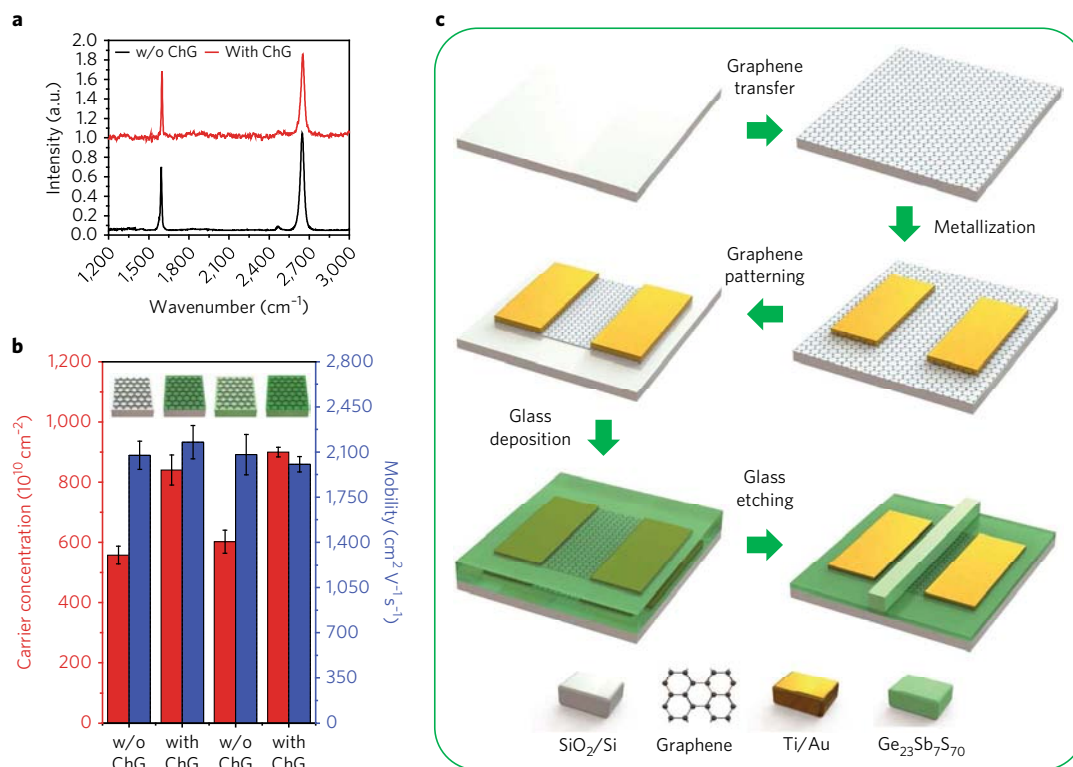 a
w/o ChG With ChG
2.0
1.8
1.6
1.4
1.2
1.0
0.8
0.6
0.4
0.2
0.0
Intensity (a.u.)
1,200 1,500 1,800 2,100 2,400 2,700 3,000
Wavenumber (cm⁻¹)
b
1,200
1,000
800
600
400
200
0
Carrier concentration (10¹⁰ cm⁻²)
2,800
2,450
2,100
1,750
1,400
1,050
700
350
0
Mobility (cm² V⁻¹ s⁻¹)
w/o with w/o with
ChG ChG ChG ChG
c
Graphene
transfer
Metallization
Graphene
patterning
Glass
deposition
Glass
etching
SiO₂/Si Graphene Ti/Au Ge₂₃Sb₇S₇₀